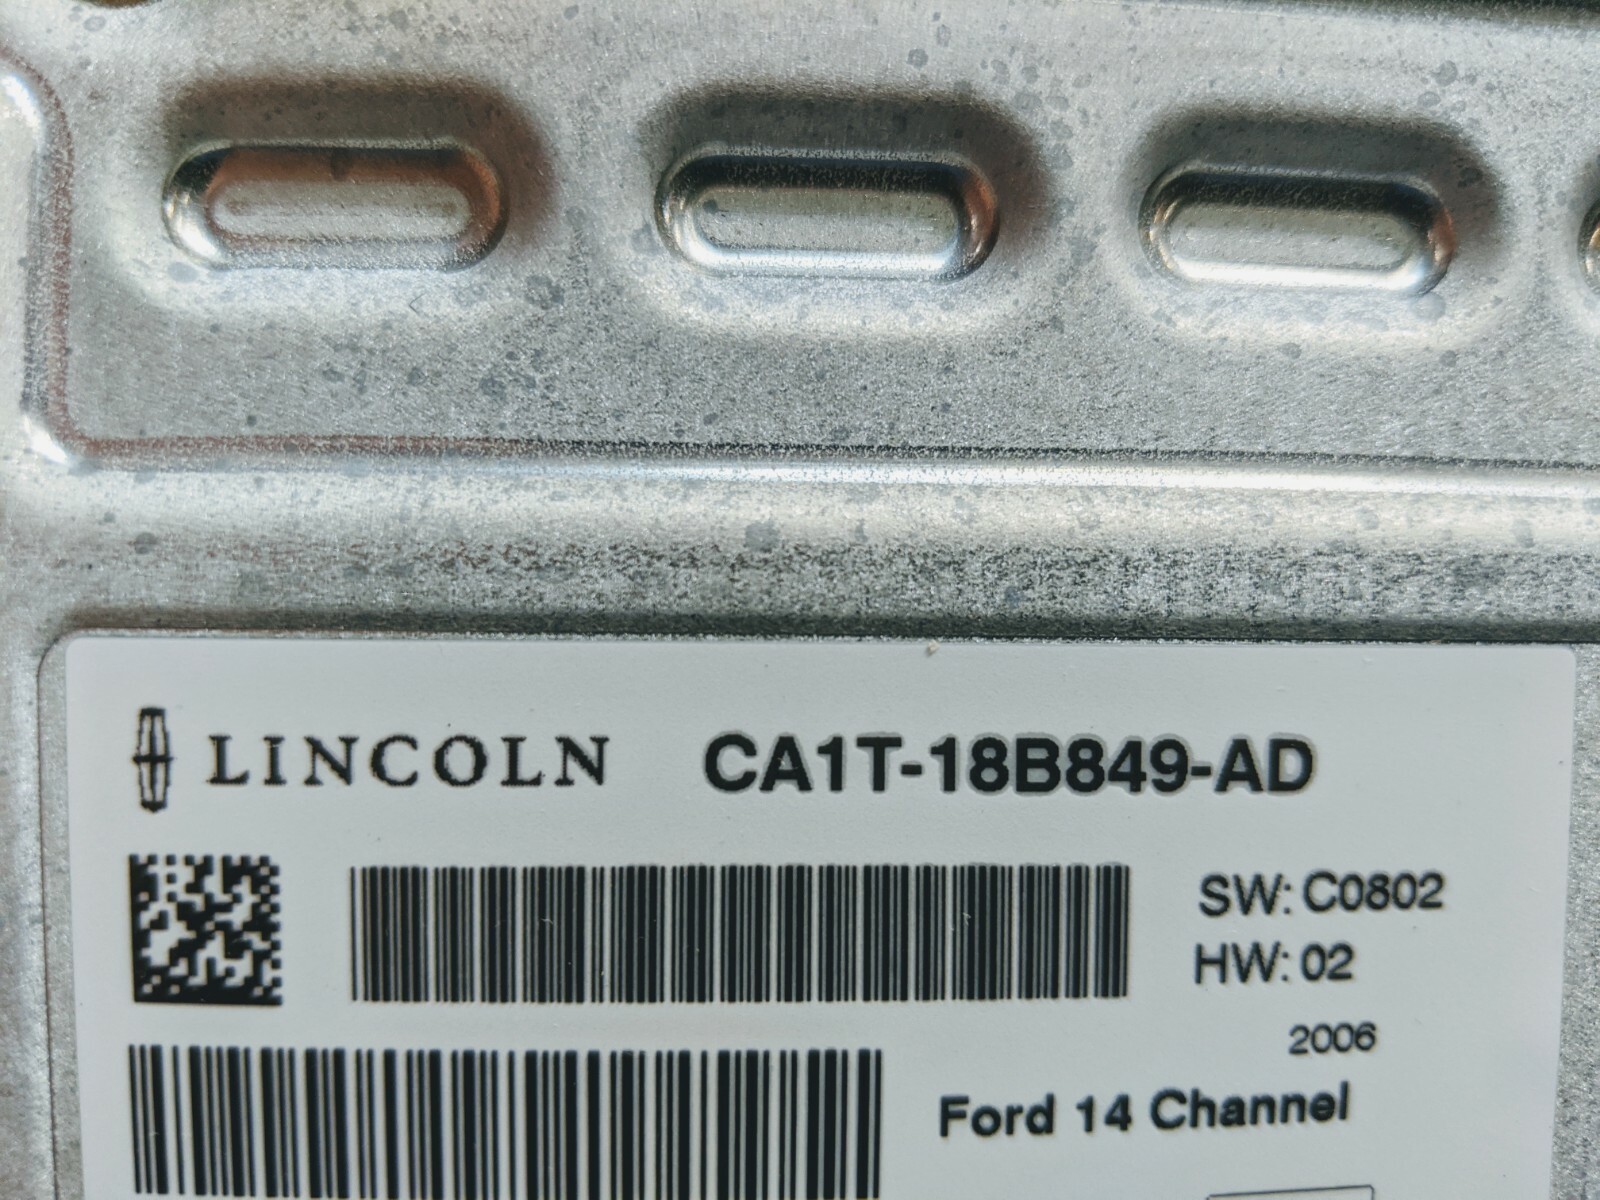 LINCOLN CA1T-18B849-AD
SW: C0802
HW: 02
2006
Ford 14 Channel